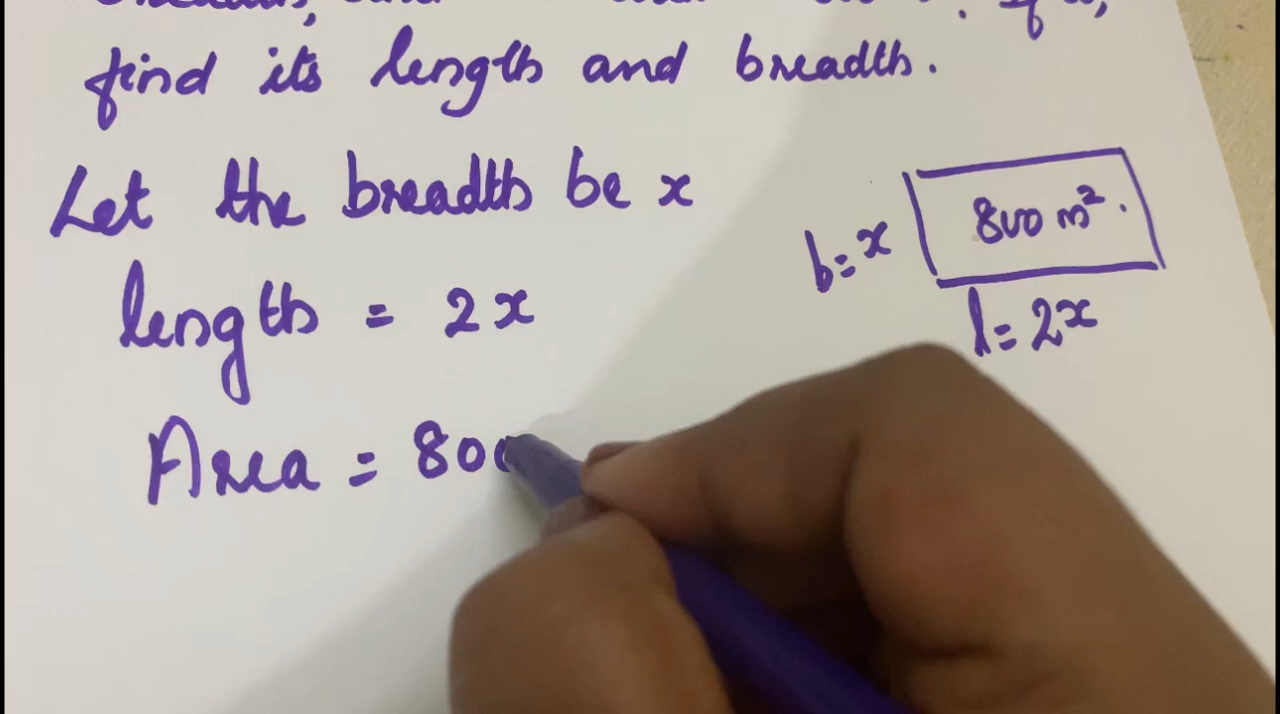 find its length and breadth.
Let the breadth be x
800 m².
b=x
length = 2x
l=2x
Area = 800